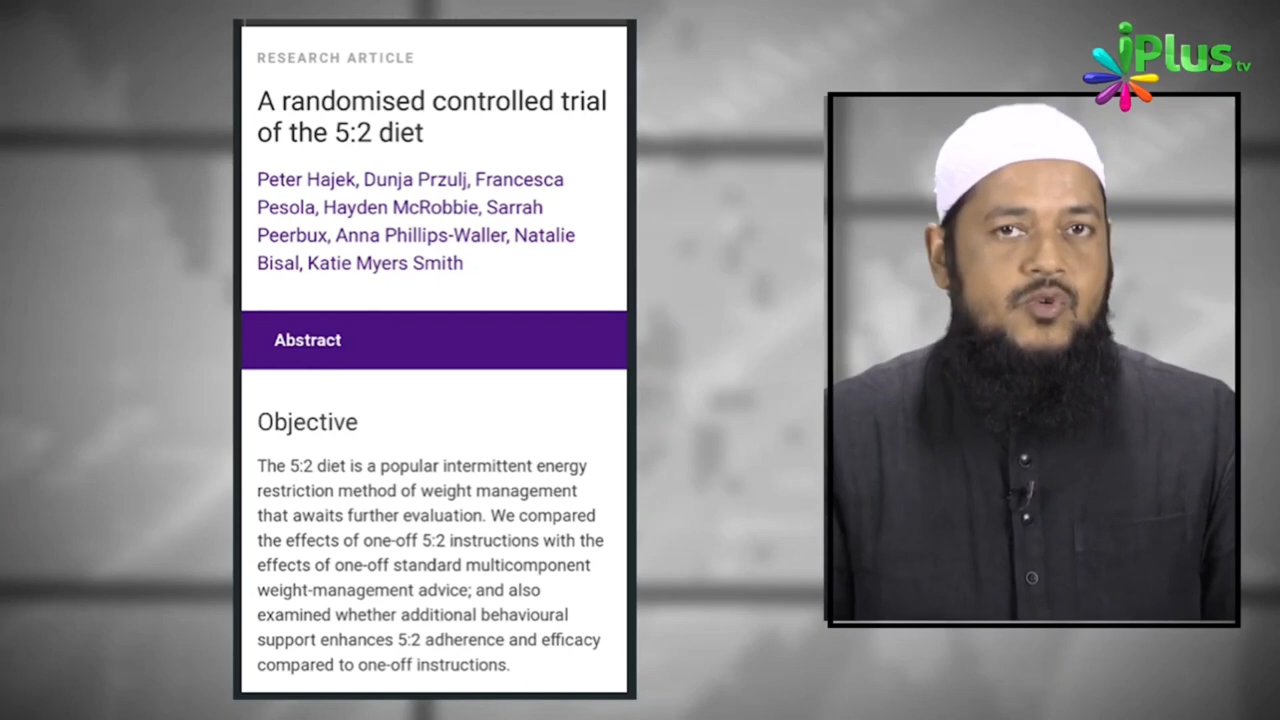 RESEARCH ARTICLE
A randomised controlled trial
of the 5:2 diet
Peter Hajek, Dunja Przulj, Francesca
Pesola, Hayden McRobbie, Sarrah
Peerbux, Anna Phillips-Waller, Natalie
Bisal, Katie Myers Smith
Abstract
Objective
The 5:2 diet is a popular intermittent energy
restriction method of weight management
that awaits further evaluation. We compared
the effects of one-off 5:2 instructions with the
effects of one-off standard multicomponent
weight-management advice; and also
examined whether additional behavioural
support enhances 5:2 adherence and efficacy
compared to one-off instructions.
iPlus tv